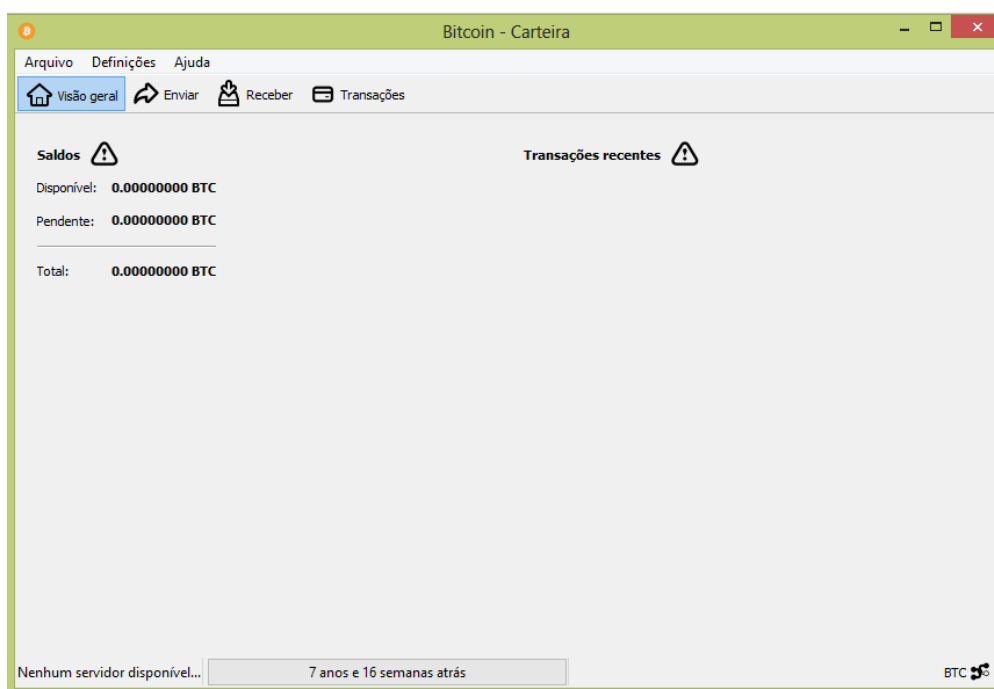 Bitcoin - Carteira
Arquivo Definições Ajuda
Visão geral Enviar Receber Transações
Saldos
Disponível: 0.00000000 BTC
Pendente: 0.00000000 BTC
Total: 0.00000000 BTC
Transações recentes
Nenhum servidor disponível... 7 anos e 16 semanas atrás BTC